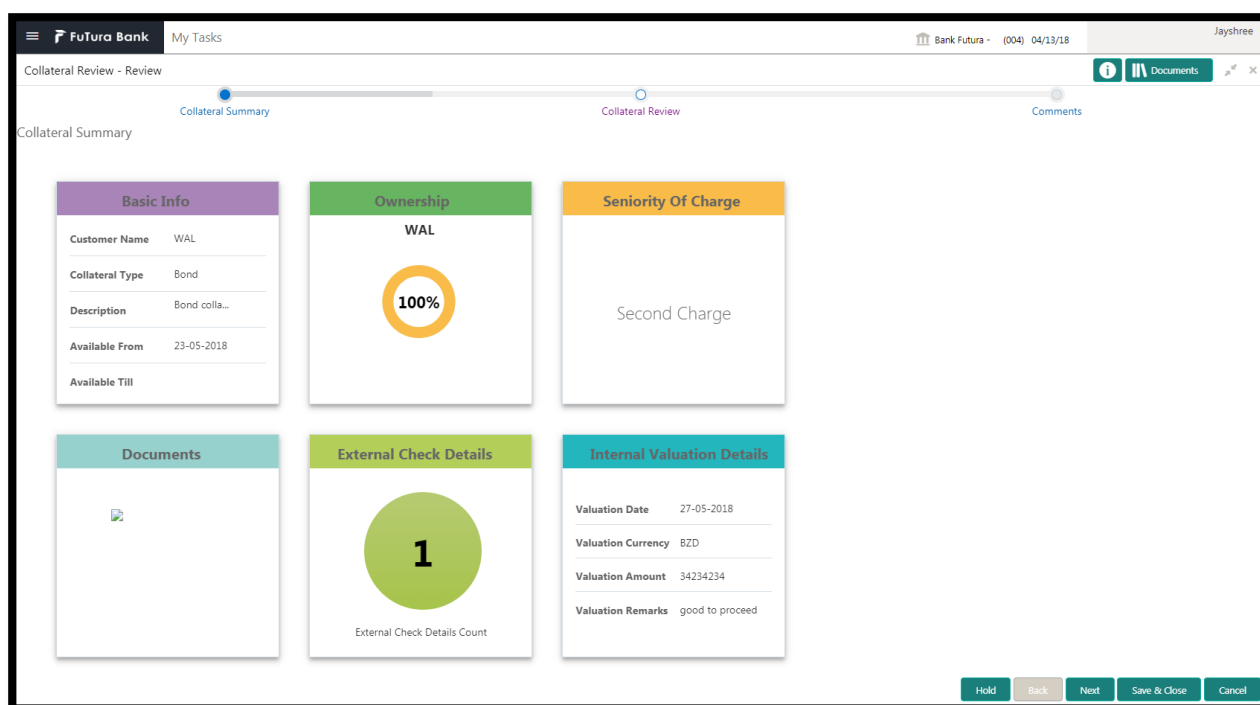 FuTura Bank
My Tasks
Bank Futura - (004) 04/13/18
Jayshree
Collateral Review - Review
i
Documents
Collateral Summary
Collateral Review
Comments
Collateral Summary
Basic Info
Customer Name WAL
Collateral Type Bond
Description Bond colla...
Available From 23-05-2018
Available Till
Ownership
WAL
100%
Seniority Of Charge
Second Charge
Documents
External Check Details
1
External Check Details Count
Internal Valuation Details
Valuation Date 27-05-2018
Valuation Currency BZD
Valuation Amount 34234234
Valuation Remarks good to proceed
Hold
Back
Next
Save & Close
Cancel